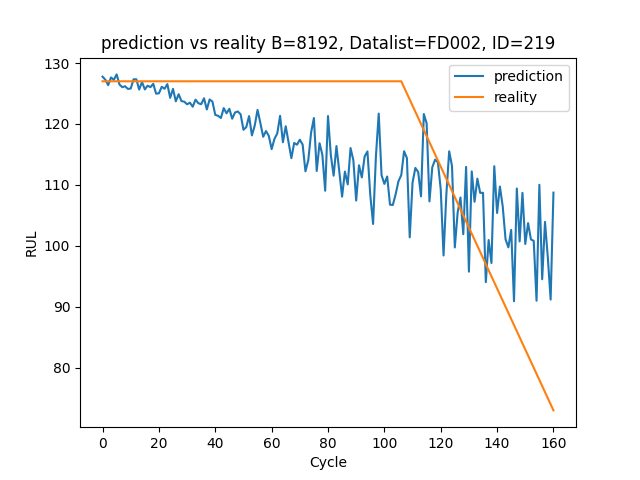 prediction vs reality B=8192, Datalist=FD002, ID=219
130
120
110
100
90
80
RUL
prediction
reality
0 20 40 60 80 100 120 140 160
Cycle